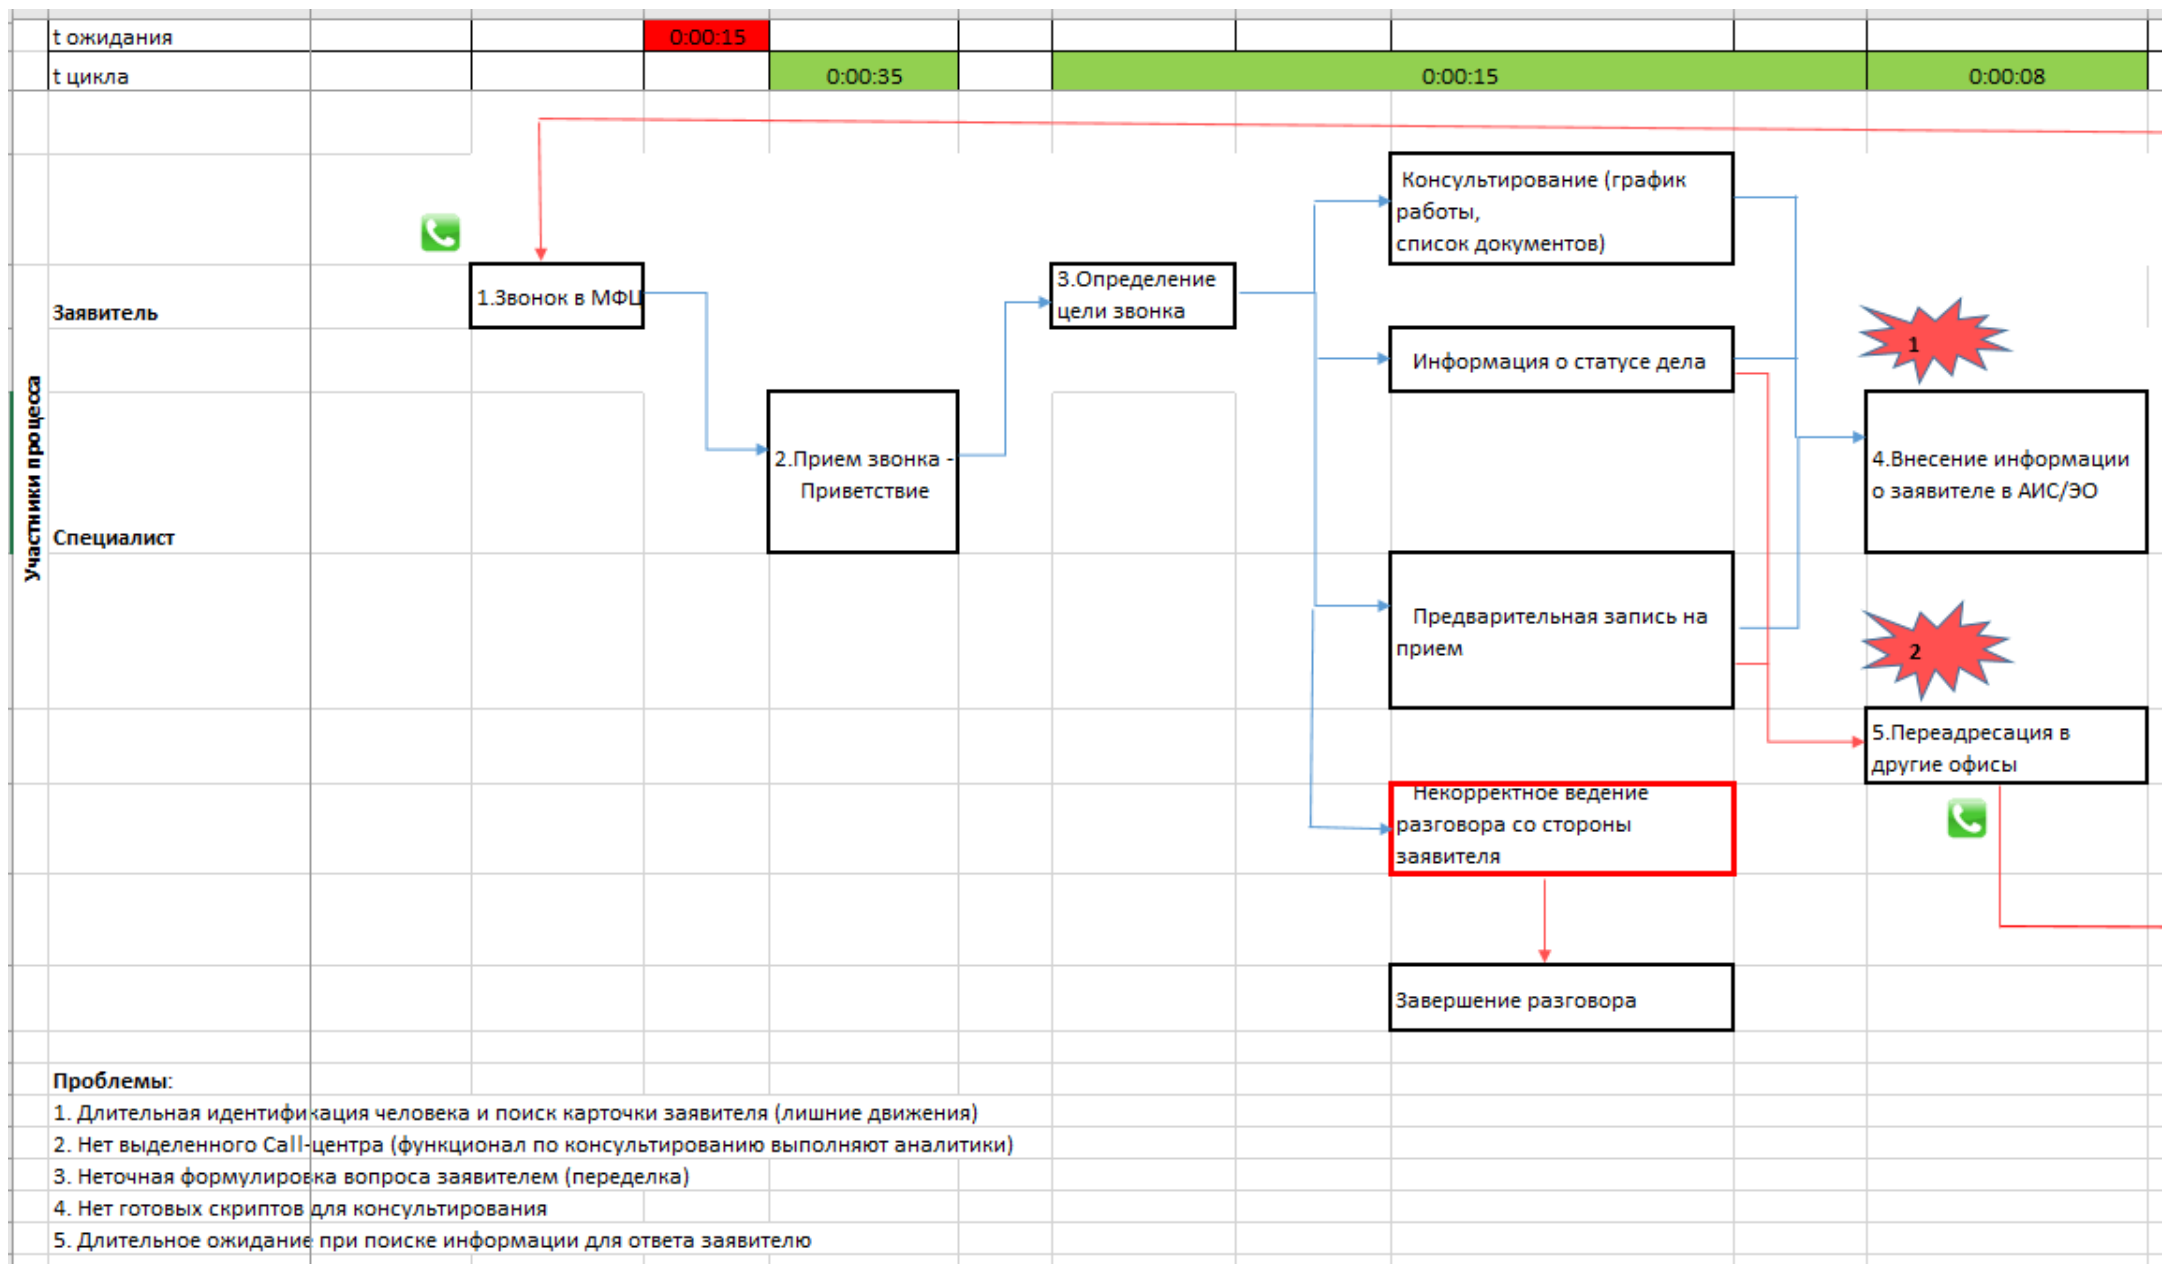 t ожидания
0:00:15
t цикла
0:00:35
0:00:15
0:00:08
Участники процесса
Заявитель
Специалист
1.Звонок в МФЦ
2.Прием звонка -
Приветствие
3.Определение
цели звонка
Консультирование (график
работы,
список документов)
Информация о статусе дела
Предварительная запись на
прием
Некорректное ведение
разговора со стороны
заявителя
Завершение разговора
1
4.Внесение информации
о заявителе в АИС/ЭО
2
5.Переадресация в
другие офисы
Проблемы:
1. Длительная идентификация человека и поиск карточки заявителя (лишние движения)
2. Нет выделенного Call-центра (функционал по консультированию выполняют аналитики)
3. Неточная формулировка вопроса заявителем (переделка)
4. Нет готовых скриптов для консультирования
5. Длительное ожидание при поиске информации для ответа заявителю